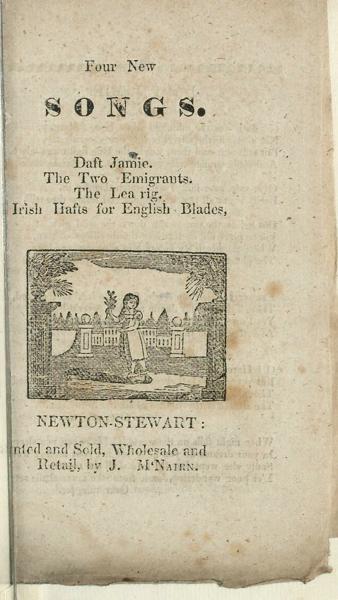 Four New
SONGS.
Daft Jamie.
The Two Emigrants.
The Lea rig.
Irish Hafts for English Blades,
NEWTON-STEWART:
nted and Sold, Wholesale and
Retail, by J. M'NAIRN.